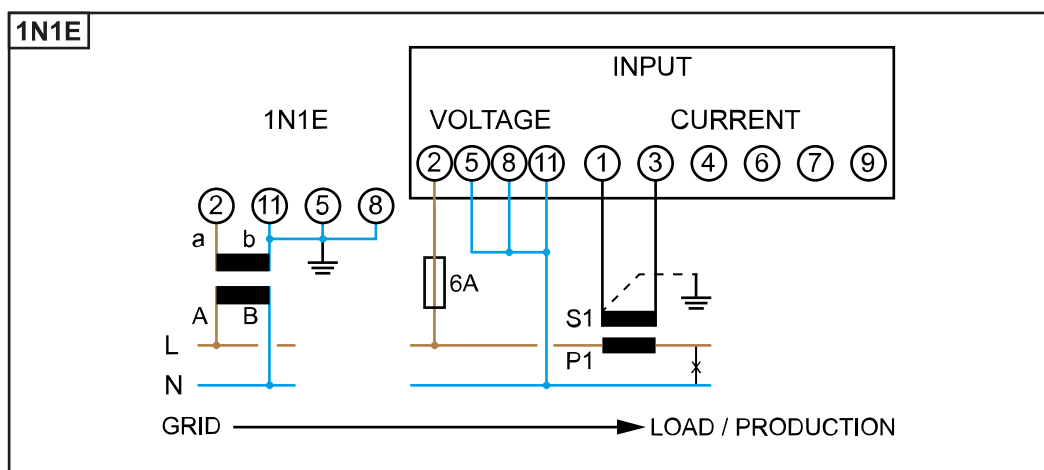 1N1E
INPUT
1N1E
VOLTAGE
CURRENT
2 5 8 11 1 3 4 6 7 9
2 11 5 8
a b
6A
A B
S1
L
P1
N
GRID
LOAD / PRODUCTION